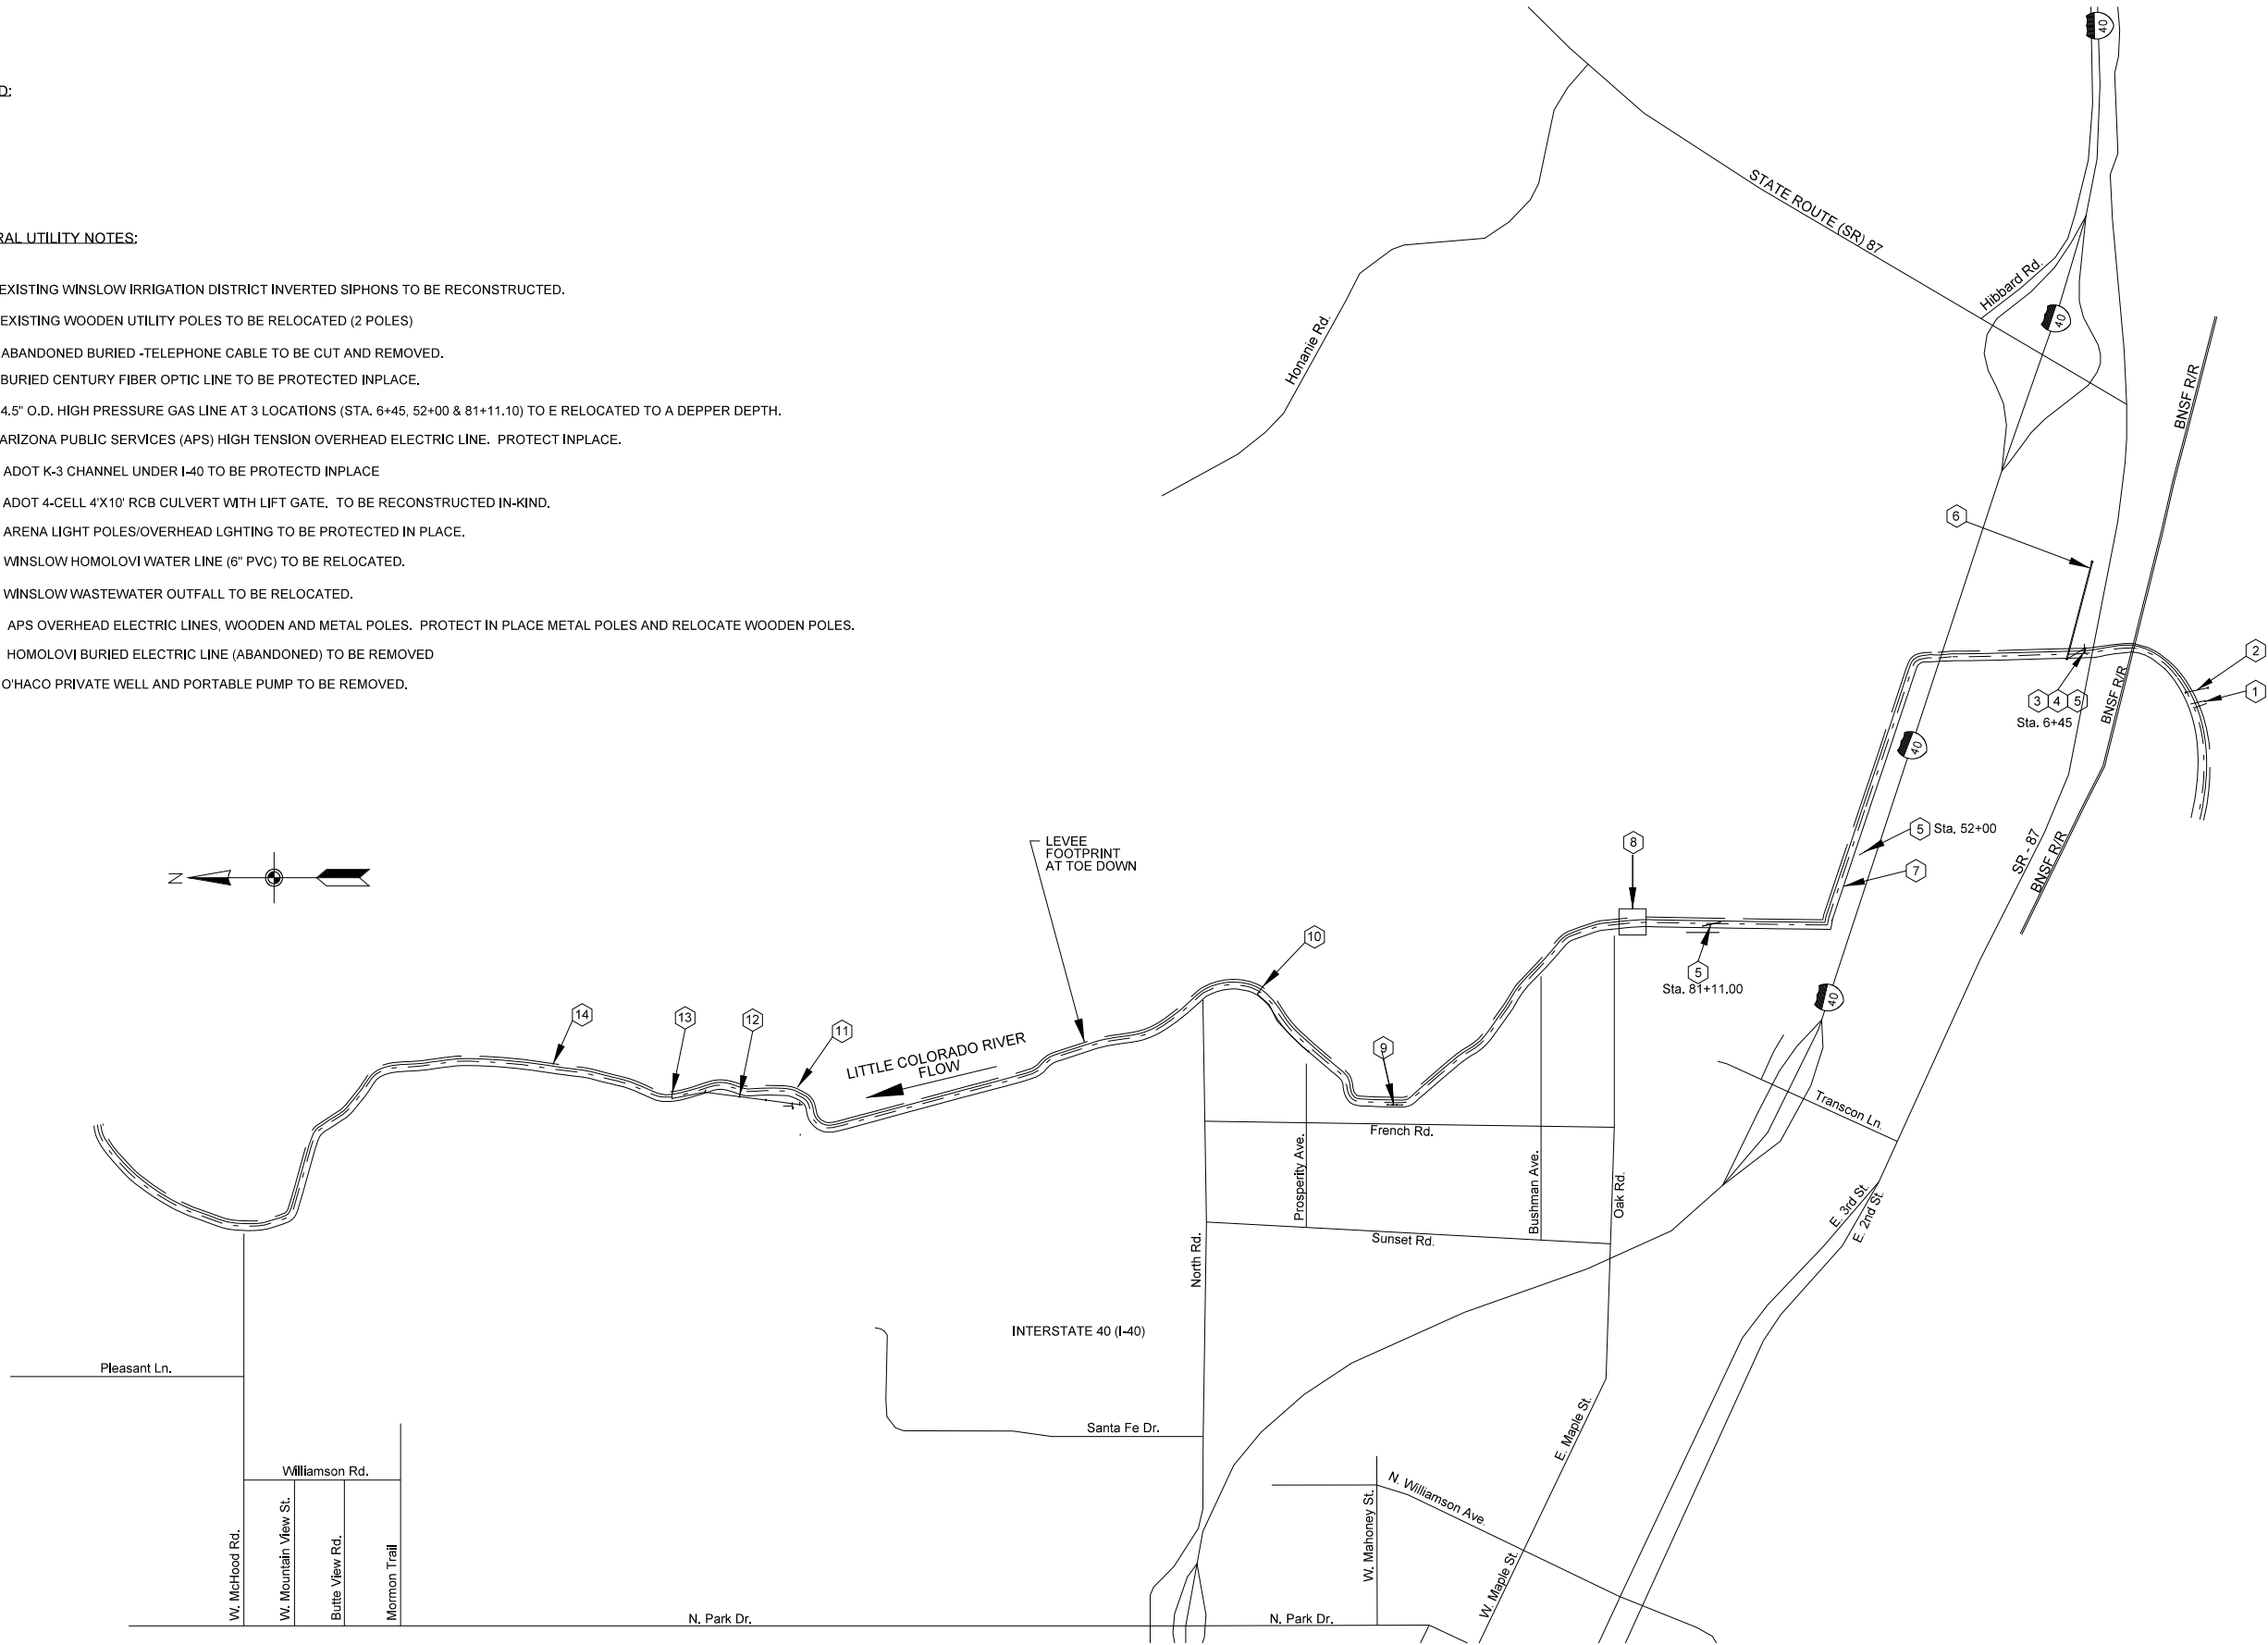 D:
RAL UTILITY NOTES:
EXISTING WINSLOW IRRIGATION DISTRICT INVERTED SIPHONS TO BE RECONSTRUCTED.
EXISTING WOODEN UTILITY POLES TO BE RELOCATED (2 POLES)
ABANDONED BURIED -TELEPHONE CABLE TO BE CUT AND REMOVED.
BURIED CENTURY FIBER OPTIC LINE TO BE PROTECTED INPLACE.
4.5" O.D. HIGH PRESSURE GAS LINE AT 3 LOCATIONS (STA. 6+45, 52+00 & 81+11.10) TO E RELOCATED TO A DEPPER DEPTH.
ARIZONA PUBLIC SERVICES (APS) HIGH TENSION OVERHEAD ELECTRIC LINE. PROTECT INPLACE.
ADOT K-3 CHANNEL UNDER I-40 TO BE PROTECTD INPLACE
ADOT 4-CELL 4'X10' RCB CULVERT WITH LIFT GATE. TO BE RECONSTRUCTED IN-KIND.
ARENA LIGHT POLES/OVERHEAD LGHTING TO BE PROTECTED IN PLACE.
WINSLOW HOMOLOVI WATER LINE (6" PVC) TO BE RELOCATED.
WINSLOW WASTEWATER OUTFALL TO BE RELOCATED.
APS OVERHEAD ELECTRIC LINES, WOODEN AND METAL POLES. PROTECT IN PLACE METAL POLES AND RELOCATE WOODEN POLES.
HOMOLOVI BURIED ELECTRIC LINE (ABANDONED) TO BE REMOVED
O'HACO PRIVATE WELL AND PORTABLE PUMP TO BE REMOVED.
40
STATE ROUTE (SR) 87
Hibbard Rd.
40
Honanie Rd.
BNSF R/R
6
2
1
3 4 5
Sta. 6+45
BNSF R/R
40
5 Sta. 52+00
7
SR - 87
BNSF R/R
8
LEVEE
FOOTPRINT
AT TOE DOWN
N
10
5
Sta. 81+11.00
40
14
13
12
11
LITTLE COLORADO RIVER
FLOW
9
Transcon Ln.
French Rd.
Prosperity Ave.
Bushman Ave.
Oak Rd.
Sunset Rd.
North Rd.
E. 3rd St.
E. 2nd St.
INTERSTATE 40 (I-40)
Pleasant Ln.
Santa Fe Dr.
E. Maple St.
Williamson Rd.
N. Williamson Ave.
W. McHood Rd.
W. Mountain View St.
Butte View Rd.
Mormon Trail
W. Mahoney St.
W. Maple St.
N. Park Dr.
N. Park Dr.